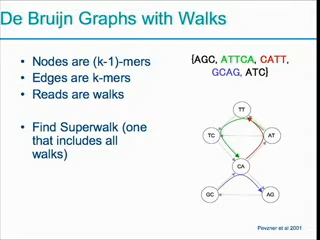 De Bruijn Graphs with Walks
• Nodes are (k-1)-mers
• Edges are k-mers
• Reads are walks
• Find Superwalk (one
that includes all
walks)
{AGC, ATTCA, CATT,
GCAG, ATC}
TT
TC
AT
CA
GC
AG
Pevzner et al 2001